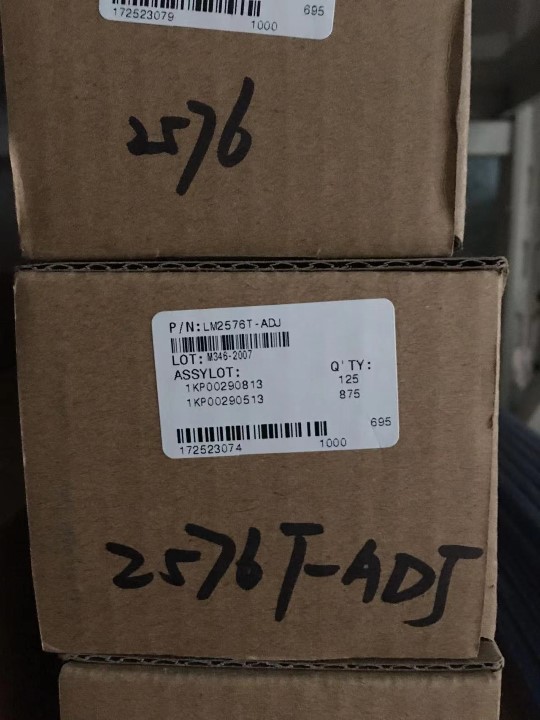 695
172523079
1000
2576
P/N:LM2576T-ADJ
LOT: M346-2007
ASSYLOT:
Q'TY:
1KP00290813
125
1KP00290513
875
695
172523074
1000
2576T-ADJ